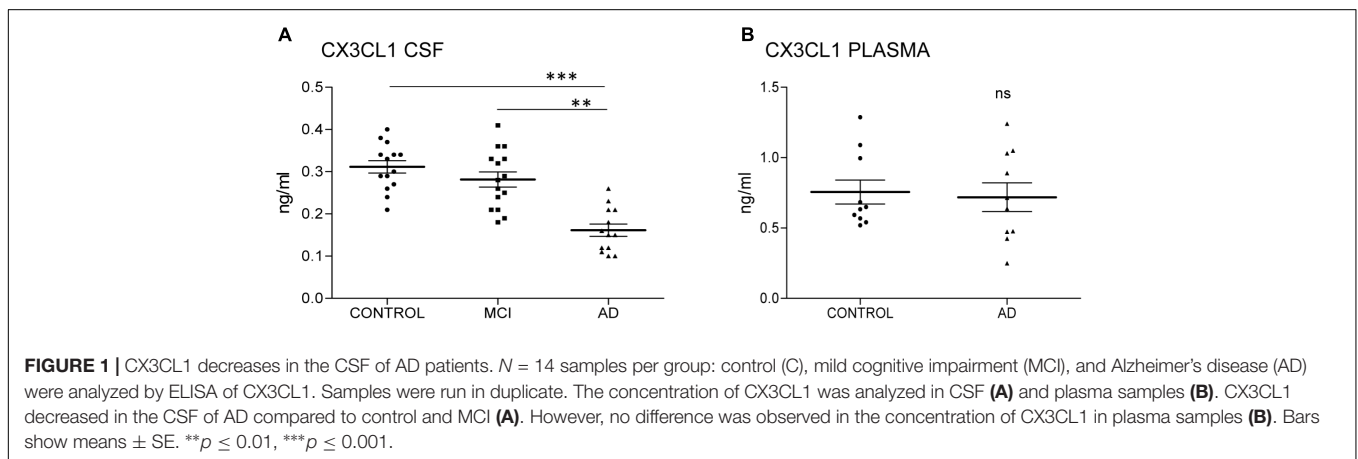 A
CX3CL1 CSF
***
**
0.5
0.4
0.3
0.2
0.1
0.0
ng/ml
CONTROL MCI AD
B
CX3CL1 PLASMA
ns
1.5
1.0
0.5
0.0
ng/ml
CONTROL AD
FIGURE 1 | CX3CL1 decreases in the CSF of AD patients. N = 14 samples per group: control (C), mild cognitive impairment (MCI), and Alzheimer's disease (AD)
were analyzed by ELISA of CX3CL1. Samples were run in duplicate. The concentration of CX3CL1 was analyzed in CSF (A) and plasma samples (B). CX3CL1
decreased in the CSF of AD compared to control and MCI (A). However, no difference was observed in the concentration of CX3CL1 in plasma samples (B). Bars
show means ± SE. **p ≤ 0.01, ***p ≤ 0.001.